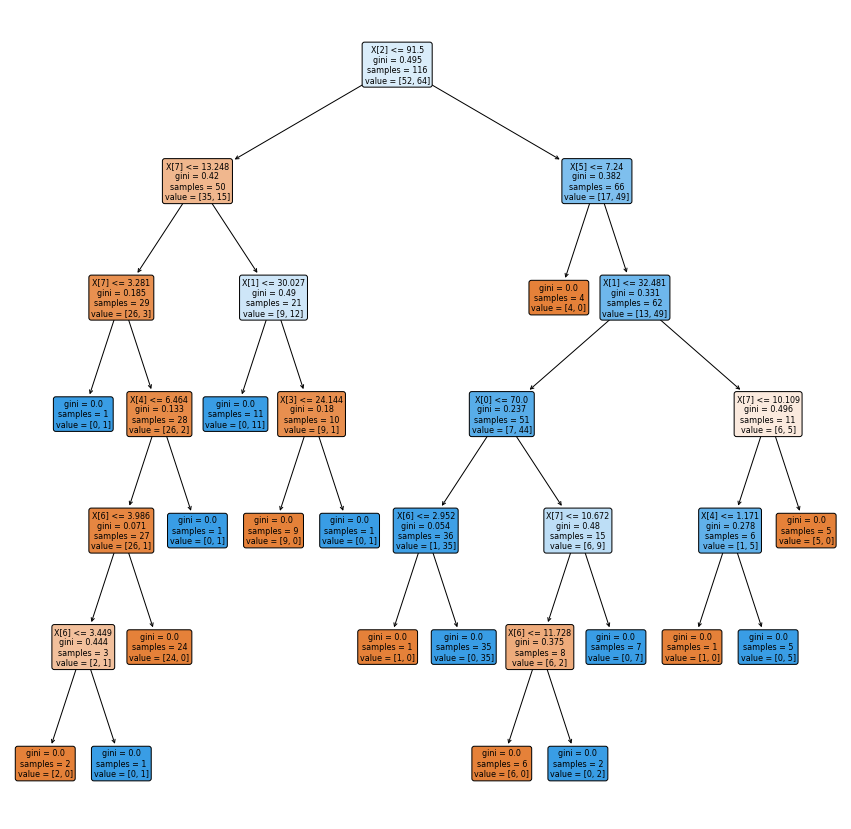 X[2] <= 91.5
gini = 0.495
samples = 116
value = [52, 64]
X[7] <= 13.248
gini = 0.42
samples = 50
value = [35, 15]
X[5] <= 7.24
gini = 0.382
samples = 66
value = [17, 49]
X[7] <= 3.281
gini = 0.185
samples = 29
value = [26, 3]
X[1] <= 30.027
gini = 0.49
samples = 21
value = [9, 12]
gini = 0.0
samples = 4
value = [4, 0]
X[1] <= 32.481
gini = 0.331
samples = 62
value = [13, 49]
gini = 0.0
samples = 1
value = [0, 1]
X[4] <= 6.464
gini = 0.133
samples = 28
value = [26, 2]
gini = 0.0
samples = 11
value = [0, 11]
X[3] <= 24.144
gini = 0.18
samples = 10
value = [9, 1]
X[0] <= 70.0
gini = 0.237
samples = 51
value = [7, 44]
X[7] <= 10.109
gini = 0.496
samples = 11
value = [6, 5]
X[6] <= 3.986
gini = 0.071
samples = 27
value = [26, 1]
gini = 0.0
samples = 1
value = [0, 1]
gini = 0.0
samples = 9
value = [9, 0]
gini = 0.0
samples = 1
value = [0, 1]
X[6] <= 2.952
gini = 0.054
samples = 36
value = [1, 35]
X[7] <= 10.672
gini = 0.48
samples = 15
value = [6, 9]
X[4] <= 1.171
gini = 0.278
samples = 6
value = [1, 5]
gini = 0.0
samples = 5
value = [5, 0]
X[6] <= 3.449
gini = 0.444
samples = 3
value = [2, 1]
gini = 0.0
samples = 24
value = [24, 0]
gini = 0.0
samples = 1
value = [1, 0]
gini = 0.0
samples = 35
value = [0, 35]
X[6] <= 11.728
gini = 0.375
samples = 8
value = [6, 2]
gini = 0.0
samples = 7
value = [0, 7]
gini = 0.0
samples = 1
value = [1, 0]
gini = 0.0
samples = 5
value = [0, 5]
gini = 0.0
samples = 2
value = [2, 0]
gini = 0.0
samples = 1
value = [0, 1]
gini = 0.0
samples = 6
value = [6, 0]
gini = 0.0
samples = 2
value = [0, 2]